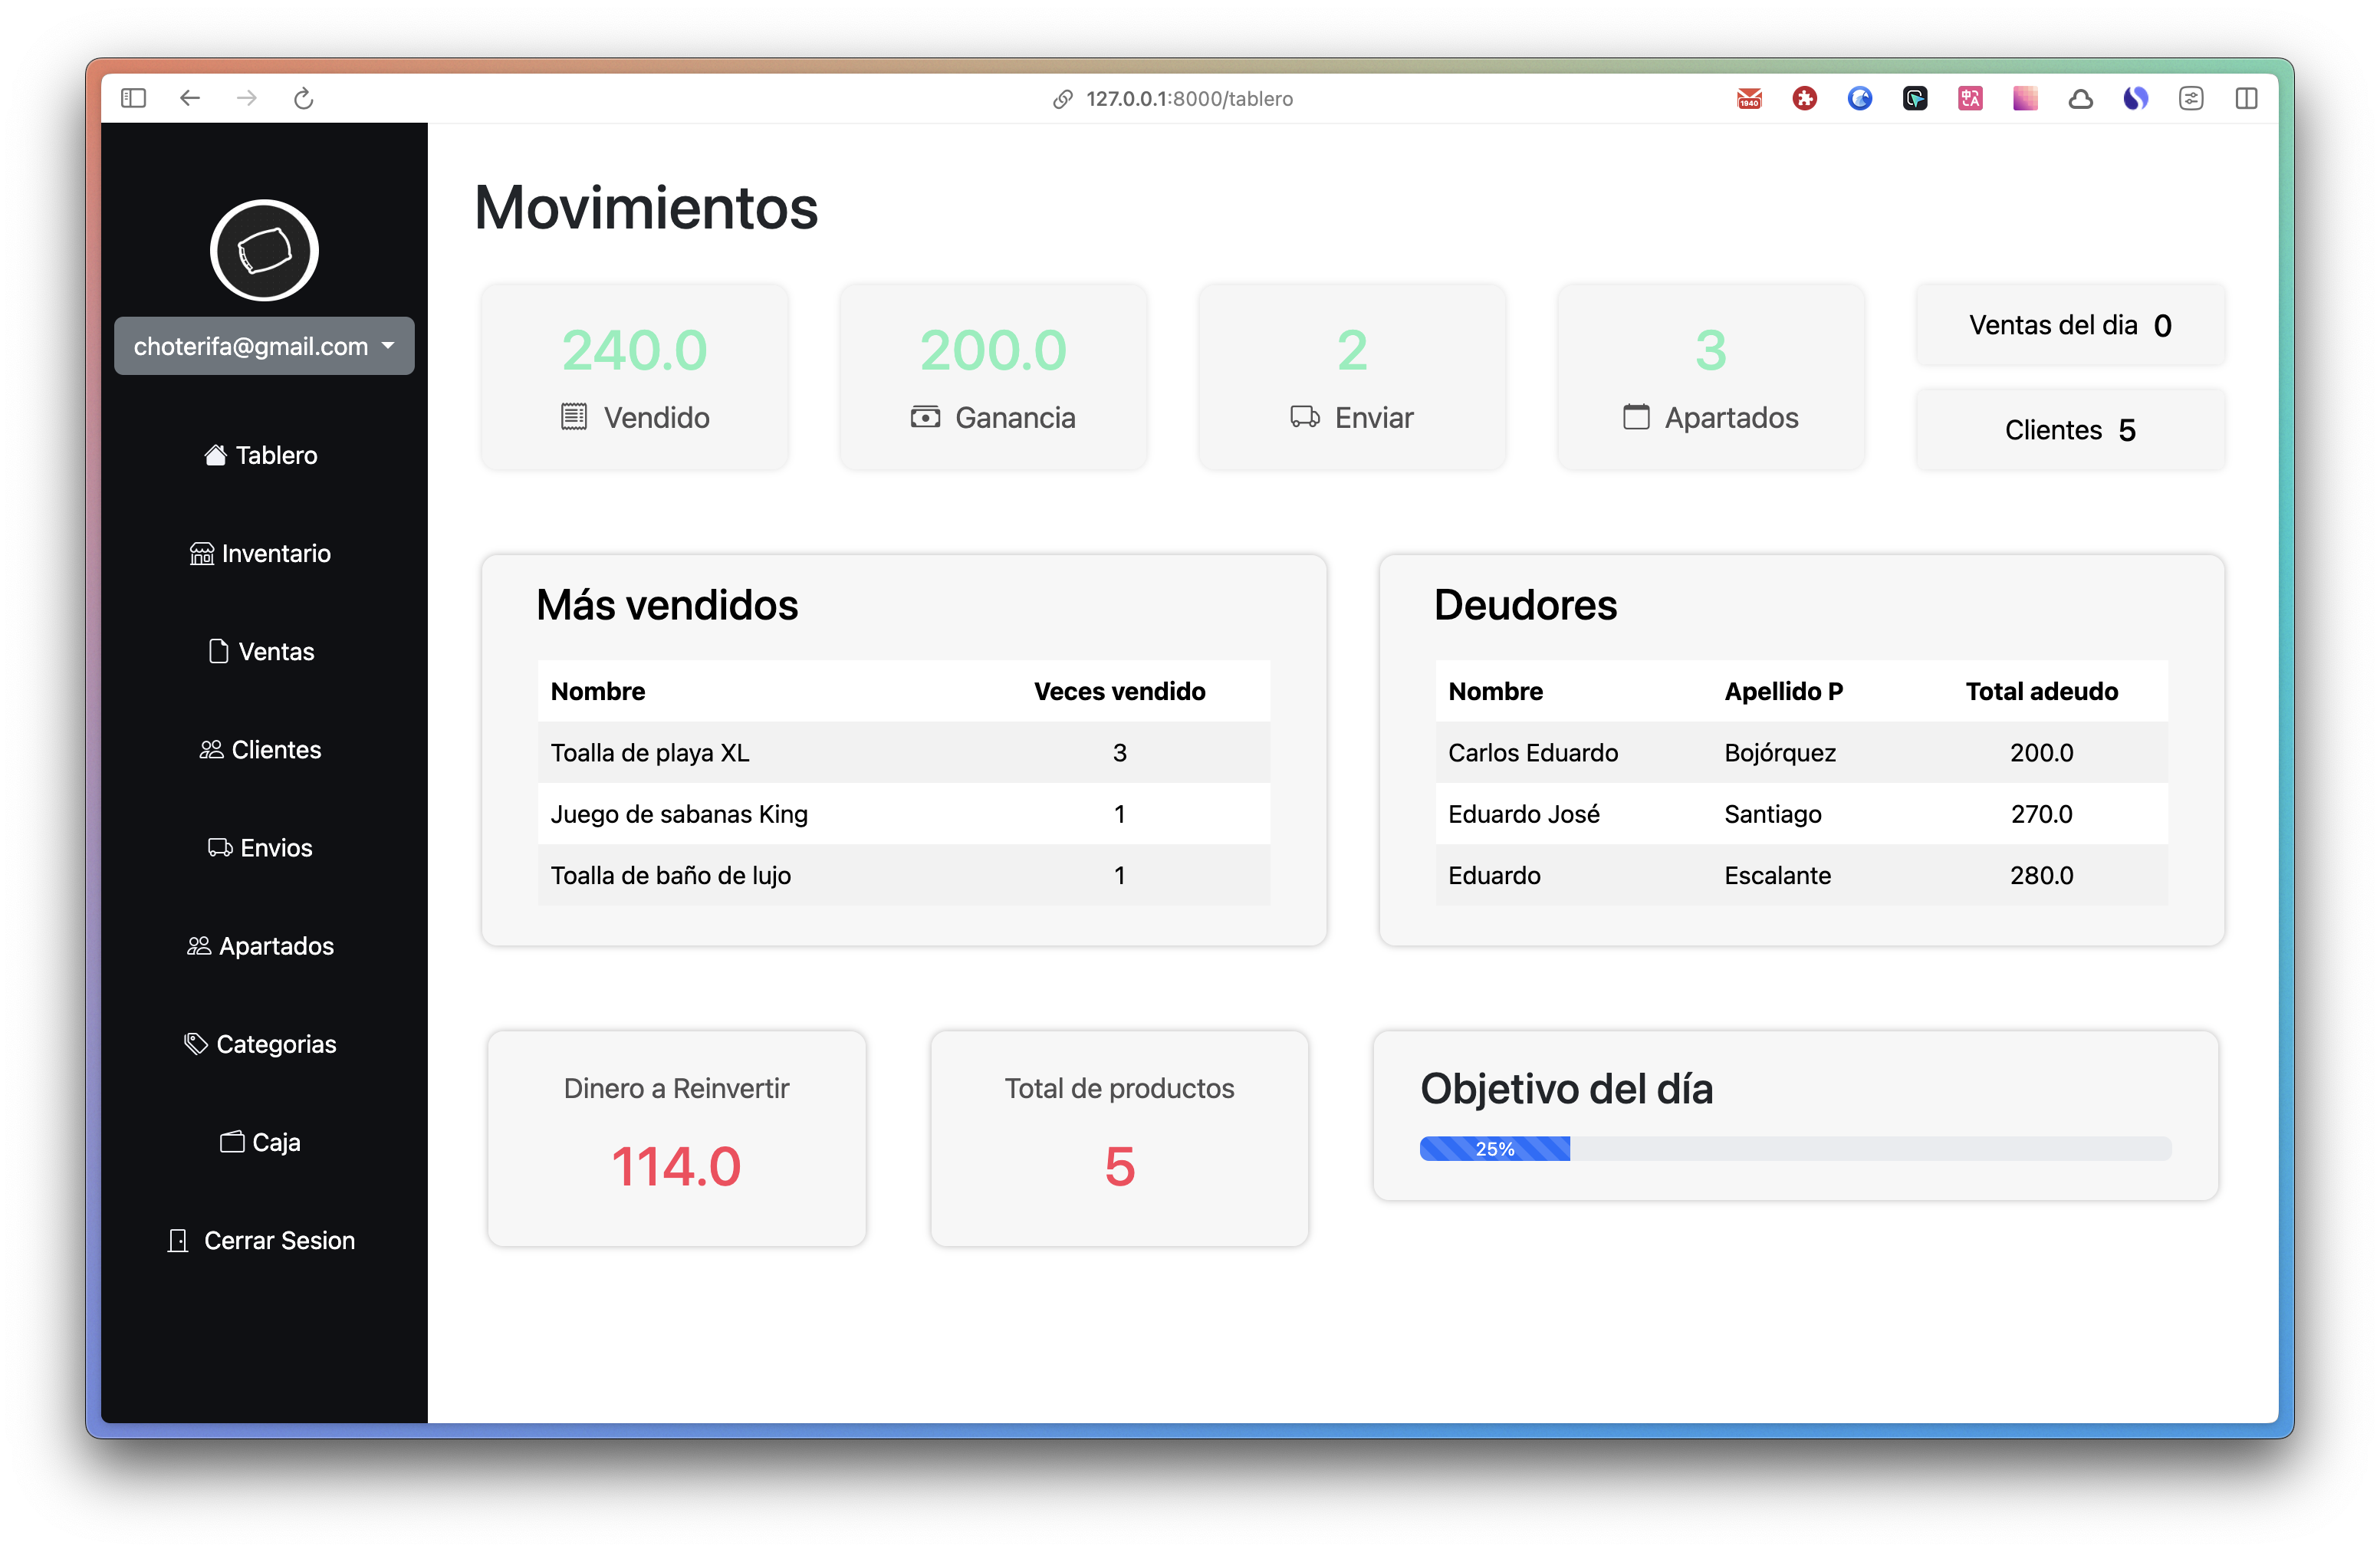 127.0.0.1:8000/tablero
1940
choterifa@gmail.com
Tablero
Inventario
Ventas
Clientes
Envios
Apartados
Categorias
Caja
Cerrar Sesion
Movimientos
240.0
Vendido
200.0
Ganancia
2
Enviar
3
Apartados
Ventas del dia 0
Clientes 5
Más vendidos
Nombre Veces vendido
Toalla de playa XL 3
Juego de sabanas King 1
Toalla de baño de lujo 1
Deudores
Nombre Apellido P Total adeudo
Carlos Eduardo Bojórquez 200.0
Eduardo José Santiago 270.0
Eduardo Escalante 280.0
Dinero a Reinvertir
114.0
Total de productos
5
Objetivo del día
25%